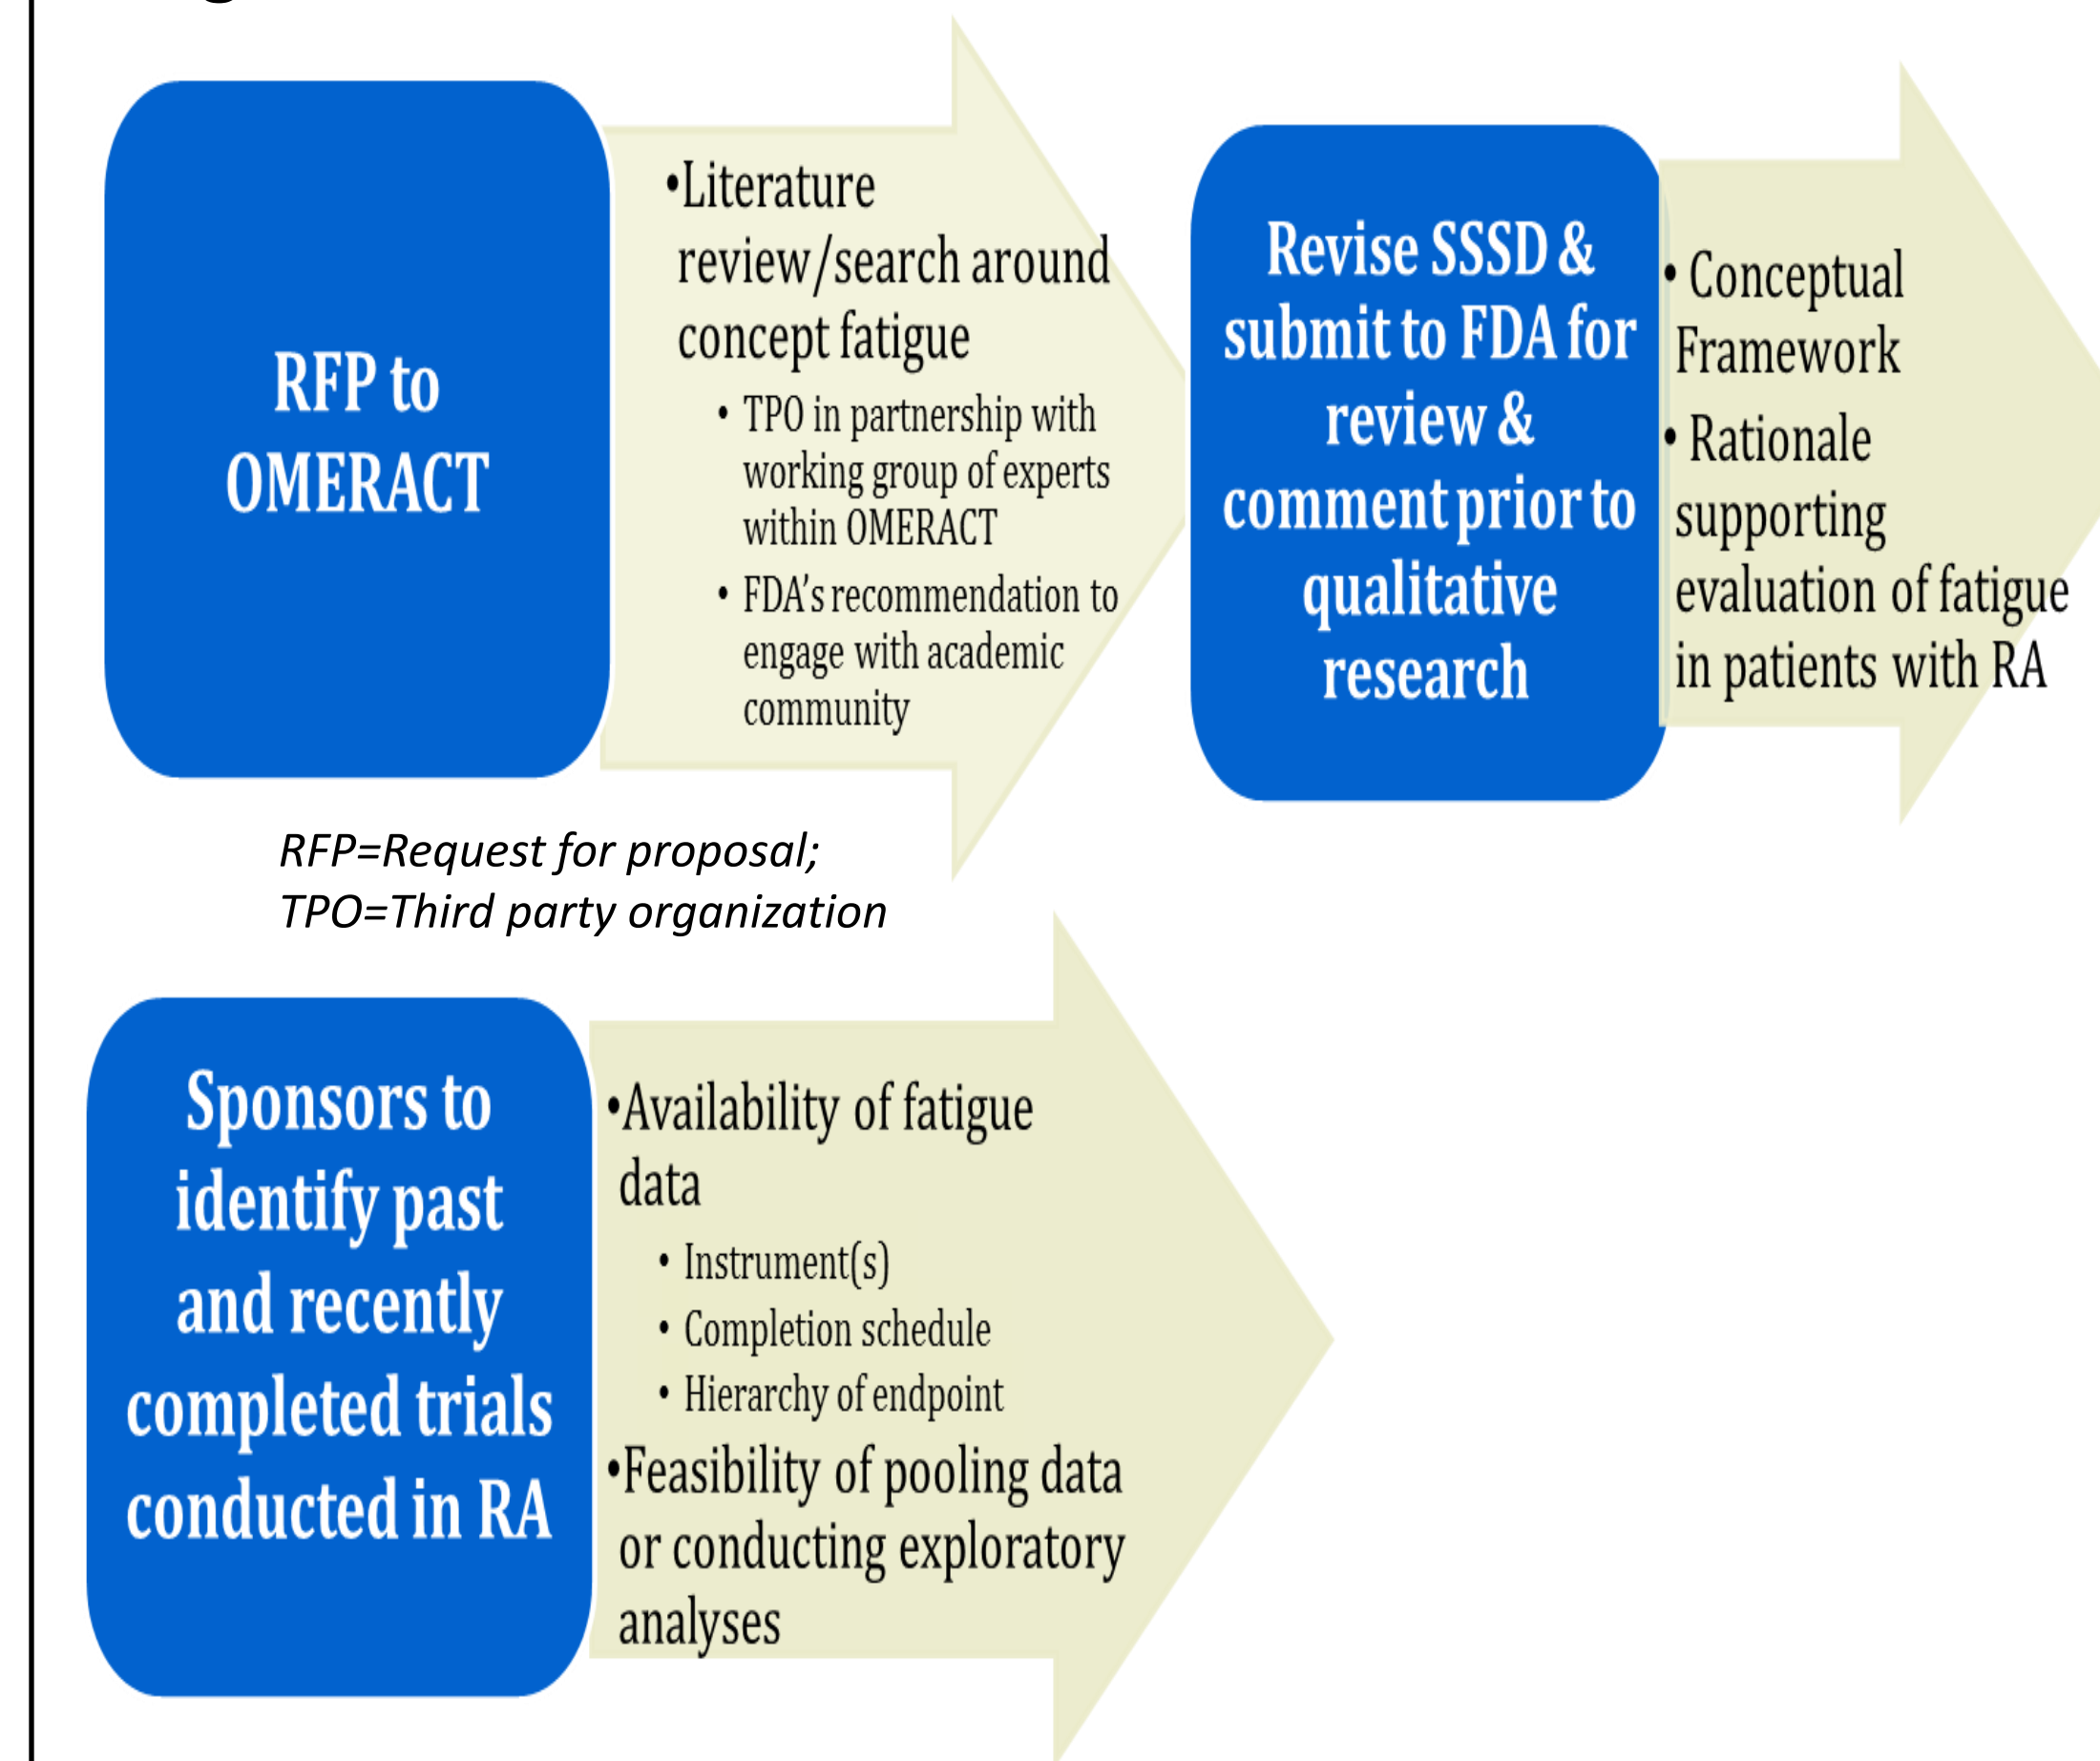 RFP to
OMERACT
•Literature
review/search around
concept fatigue
• TPO in partnership with
working group of experts
within OMERACT
• FDA’s recommendation to
engage with academic
community
Revise SSSD &
submit to FDA for
review &
comment prior to
qualitative
research
• Conceptual
Framework
• Rationale
supporting
evaluation of fatigue
in patients with RA
RFP=Request for proposal;
TPO=Third party organization
Sponsors to
identify past
and recently
completed trials
conducted in RA
•Availability of fatigue
data
• Instrument(s)
• Completion schedule
• Hierarchy of endpoint
•Feasibility of pooling data
or conducting exploratory
analyses